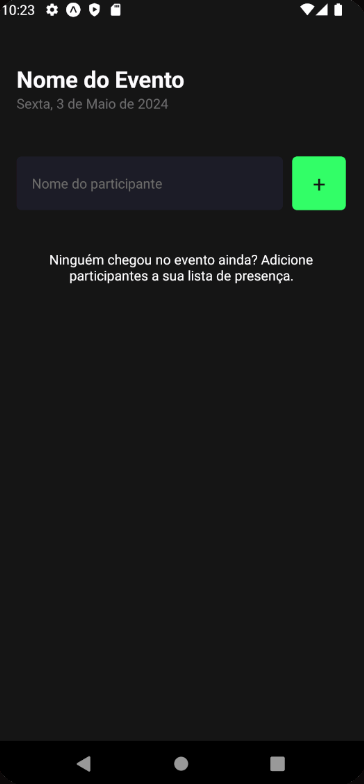 10:23
Nome do Evento
Sexta, 3 de Maio de 2024
Nome do participante
+
Ninguém chegou no evento ainda? Adicione
participantes a sua lista de presença.